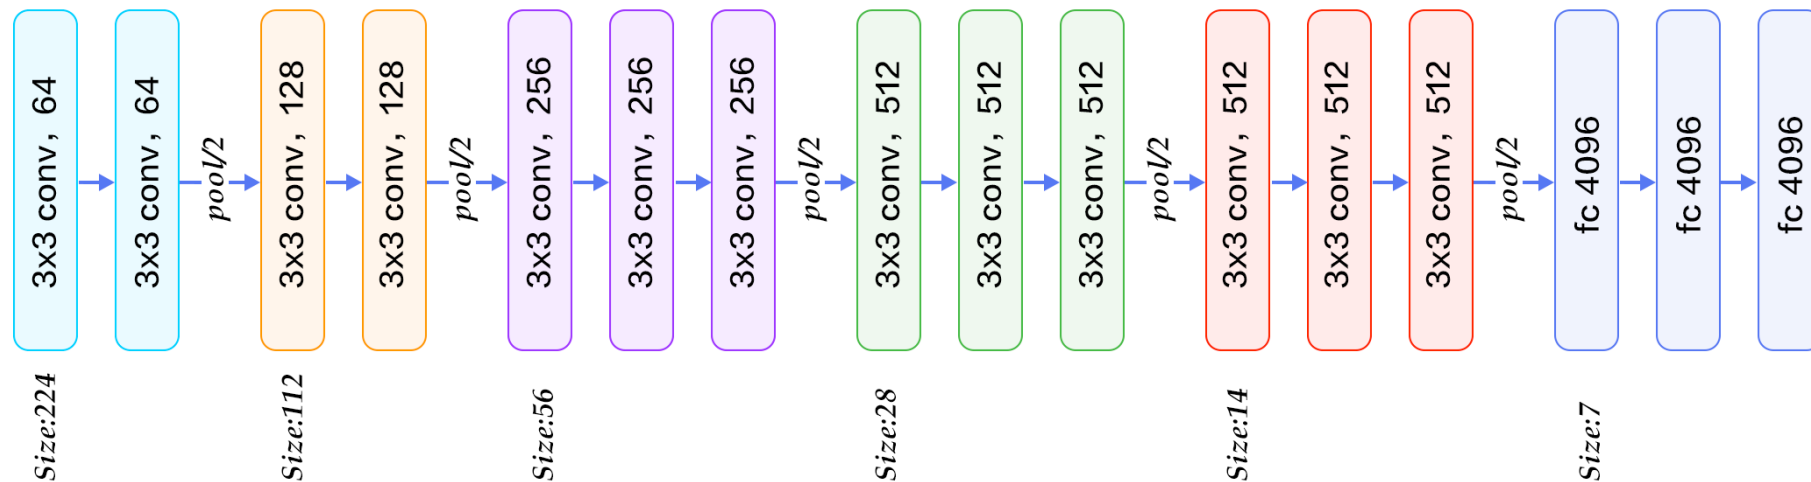 3x3 conv, 64
3x3 conv, 64
pool/2
3x3 conv, 128
3x3 conv, 128
pool/2
3x3 conv, 256
3x3 conv, 256
3x3 conv, 256
pool/2
3x3 conv, 512
3x3 conv, 512
3x3 conv, 512
pool/2
3x3 conv, 512
3x3 conv, 512
3x3 conv, 512
pool/2
fc 4096
fc 4096
fc 4096
Size:224
Size:112
Size:56
Size:28
Size:14
Size:7